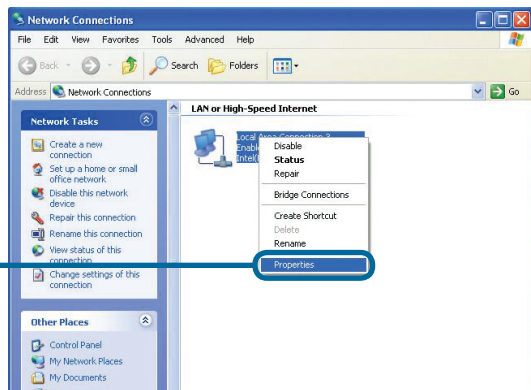 Network Connections
File Edit View Favorites Tools Advanced Help
Back Search Folders
Address Network Connections Go
Network Tasks
Create a new
connection
Set up a home or small
office network
Disable this network
device
Repair this connection
Rename this connection
View status of this
connection
Change settings of this
connection
Other Places
Control Panel
My Network Places
My Documents
LAN or High-Speed Internet
Local Area Connection 3
Disable
Status
Repair
Bridge Connections
Create Shortcut
Delete
Rename
Properties